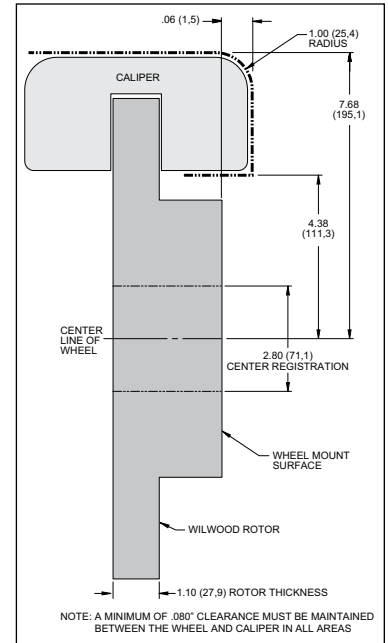 .06 (1,5)
1.00 (25,4)
RADIUS
CALIPER
7.68
(195,1)
4.38
(111,3)
CENTER
LINE OF
WHEEL
2.80 (71,1)
CENTER REGISTRATION
WHEEL MOUNT
SURFACE
WILWOOD ROTOR
1.10 (27,9) ROTOR THICKNESS
NOTE: A MINIMUM OF .080" CLEARANCE MUST BE MAINTAINED
BETWEEN THE WHEEL AND CALIPER IN ALL AREAS